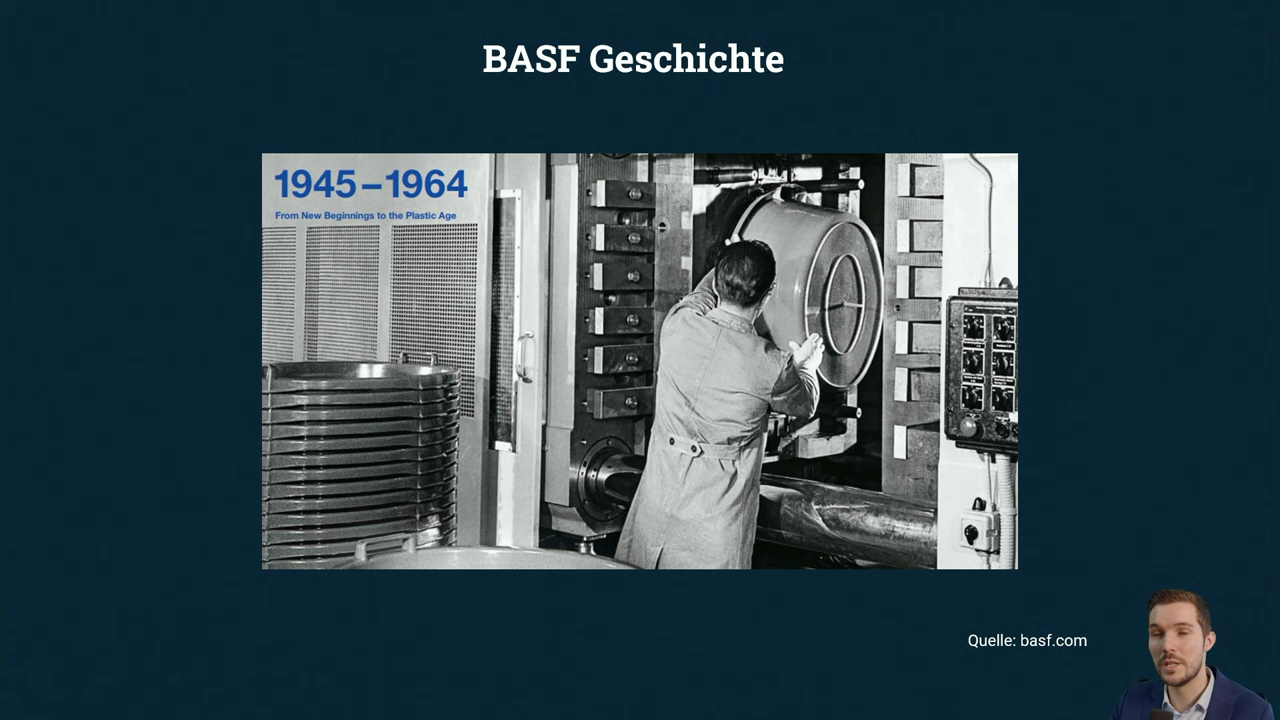 BASF Geschichte
1945–1964
From New Beginnings to the Plastic Age
Quelle: basf.com